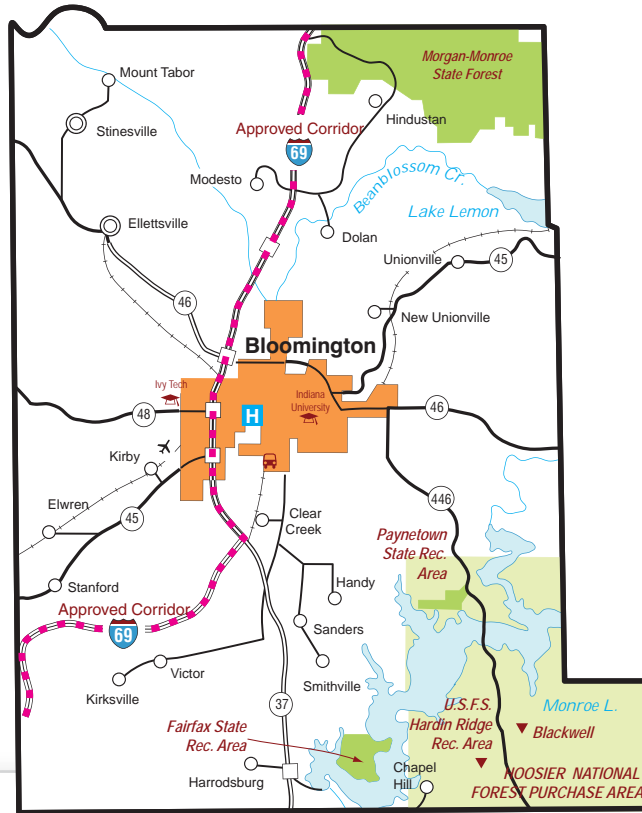 Morgan-Monroe
State Forest
Mount Tabor
Hindustan
Stinesville
Approved Corridor
69
Modesto
Beanblossom Cr.
Lake Lemon
Ellettsville
Dolan
Unionville
45
46
New Unionville
Bloomington
Ivy Tech
Indiana
University
48
H
46
Kirby
446
Elwren
45
Clear
Creek
Paynetown
State Rec.
Area
Stanford
Handy
Approved Corridor
69
Sanders
Victor
Smithville
Kirksville
37
U.S.F.S.
Hardin Ridge
Rec. Area
Monroe L.
Blackwell
Fairfax State
Rec. Area
Harrodsburg
Chapel
Hill
HOOSIER NATIONAL
FOREST PURCHASE AREA